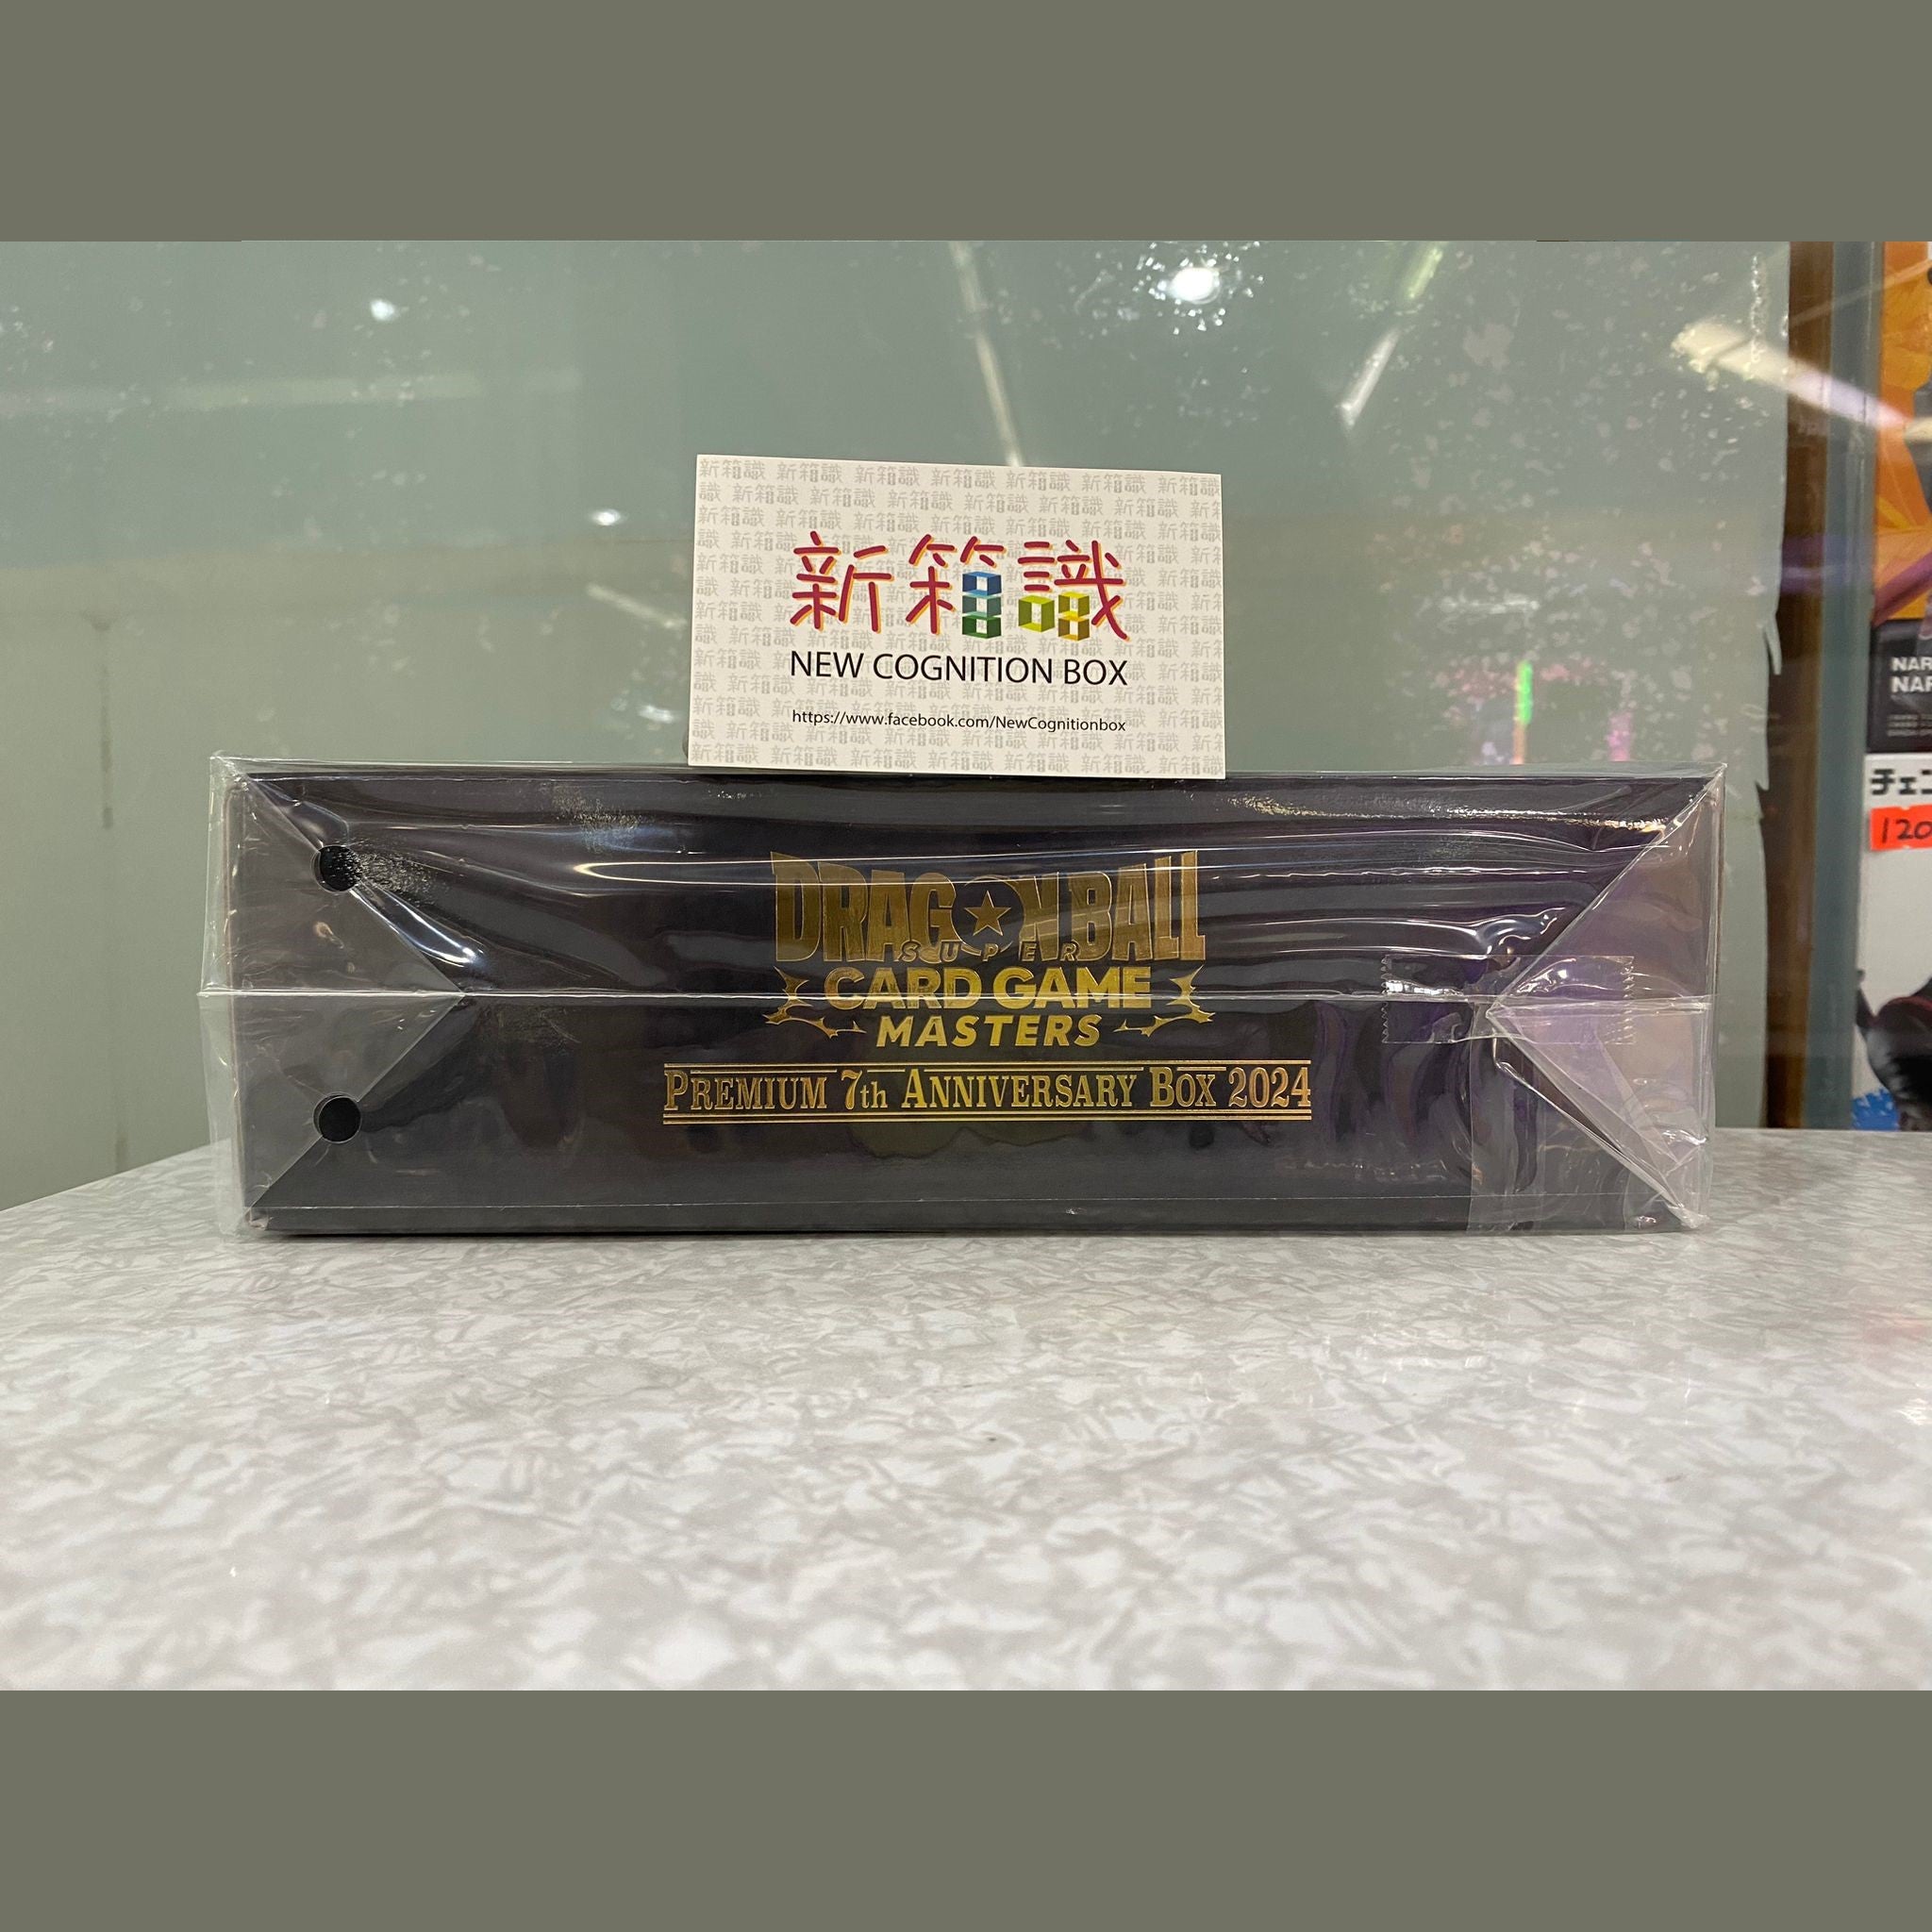 新箱識
NEW COGNITION BOX
https://www.facebook.com/NewCognitionbox
DRAGON BALL
SUPER
CARD GAME
MASTERS
PREMIUM 7th ANNIVERSARY BOX 2024
NAR
チェ
120